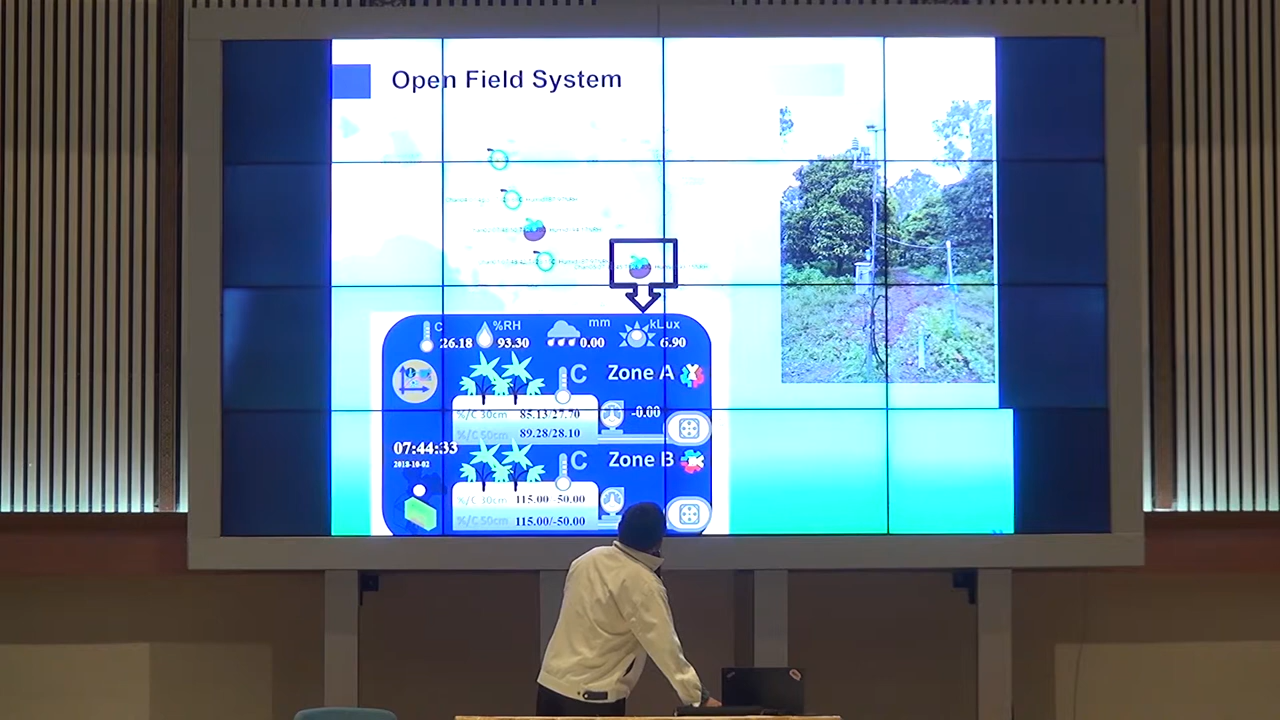 Open Field System
C %RH mm kLux
26.18 93.30 0.00 6.90
C Zone A
%/C 30cm 85.13/27.70 -0.00
%/C 50cm 89.28/28.10
07:44:33
2018-10-02
C Zone B
%/C 30cm 115.00 -50.00
%/C 50cm 115.00/-50.00